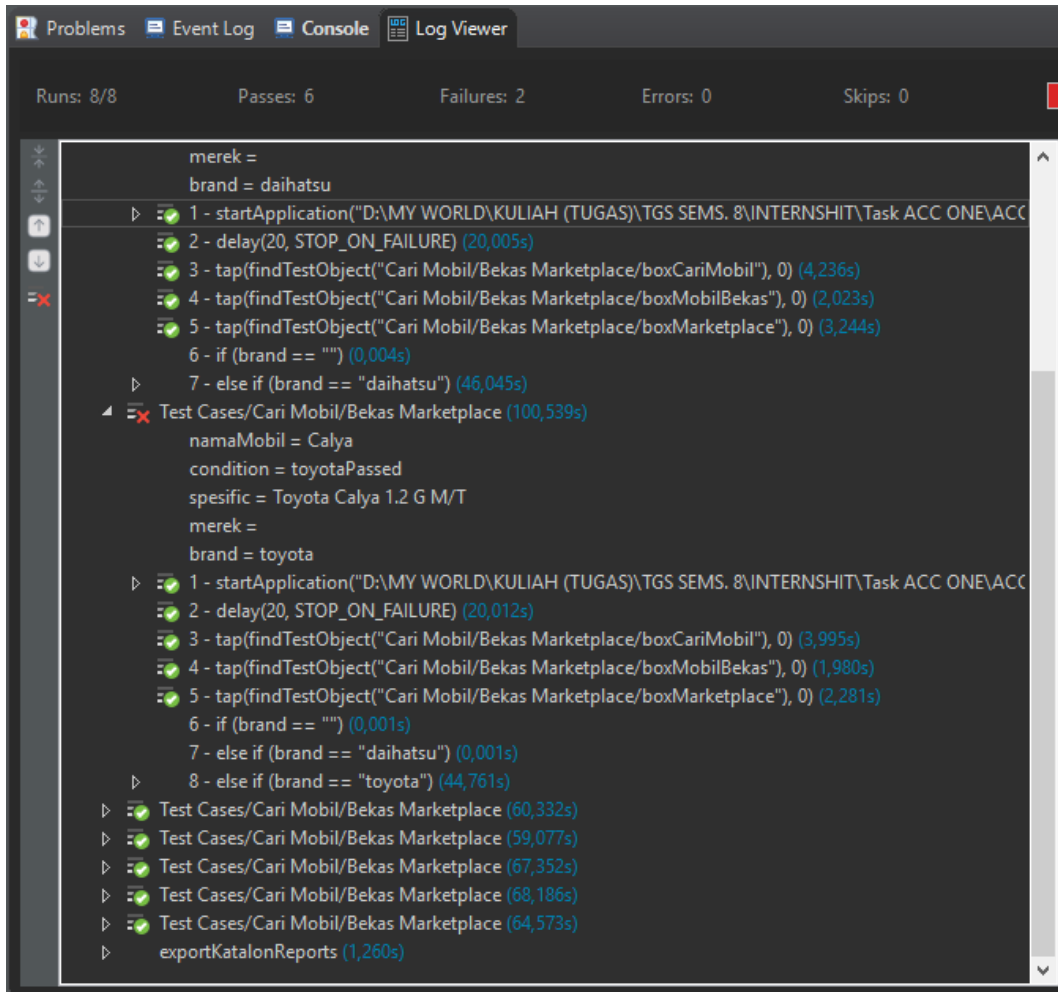 Problems Event Log Console Log Viewer
Runs: 8/8 Passes: 6 Failures: 2 Errors: 0 Skips: 0
merek =
brand = daihatsu
1 - startApplication("D:\MY WORLD\KULIAH (TUGAS)\TGS SEMS. 8\INTERNSHIT\Task ACC ONE\ACC
2 - delay(20, STOP_ON_FAILURE) (20,005s)
3 - tap(findTestObject("Cari Mobil/Bekas Marketplace/boxCariMobil"), 0) (4,236s)
4 - tap(findTestObject("Cari Mobil/Bekas Marketplace/boxMobilBekas"), 0) (2,023s)
5 - tap(findTestObject("Cari Mobil/Bekas Marketplace/boxMarketplace"), 0) (3,244s)
6 - if (brand == "") (0,004s)
7 - else if (brand == "daihatsu") (46,045s)
Test Cases/Cari Mobil/Bekas Marketplace (100,539s)
namaMobil = Calya
condition = toyotaPassed
spesific = Toyota Calya 1.2 G M/T
merek =
brand = toyota
1 - startApplication("D:\MY WORLD\KULIAH (TUGAS)\TGS SEMS. 8\INTERNSHIT\Task ACC ONE\ACC
2 - delay(20, STOP_ON_FAILURE) (20,012s)
3 - tap(findTestObject("Cari Mobil/Bekas Marketplace/boxCariMobil"), 0) (3,995s)
4 - tap(findTestObject("Cari Mobil/Bekas Marketplace/boxMobilBekas"), 0) (1,980s)
5 - tap(findTestObject("Cari Mobil/Bekas Marketplace/boxMarketplace"), 0) (2,281s)
6 - if (brand == "") (0,001s)
7 - else if (brand == "daihatsu") (0,001s)
8 - else if (brand == "toyota") (44,761s)
Test Cases/Cari Mobil/Bekas Marketplace (60,332s)
Test Cases/Cari Mobil/Bekas Marketplace (59,077s)
Test Cases/Cari Mobil/Bekas Marketplace (67,352s)
Test Cases/Cari Mobil/Bekas Marketplace (68,186s)
Test Cases/Cari Mobil/Bekas Marketplace (64,573s)
exportKatalonReports (1,260s)